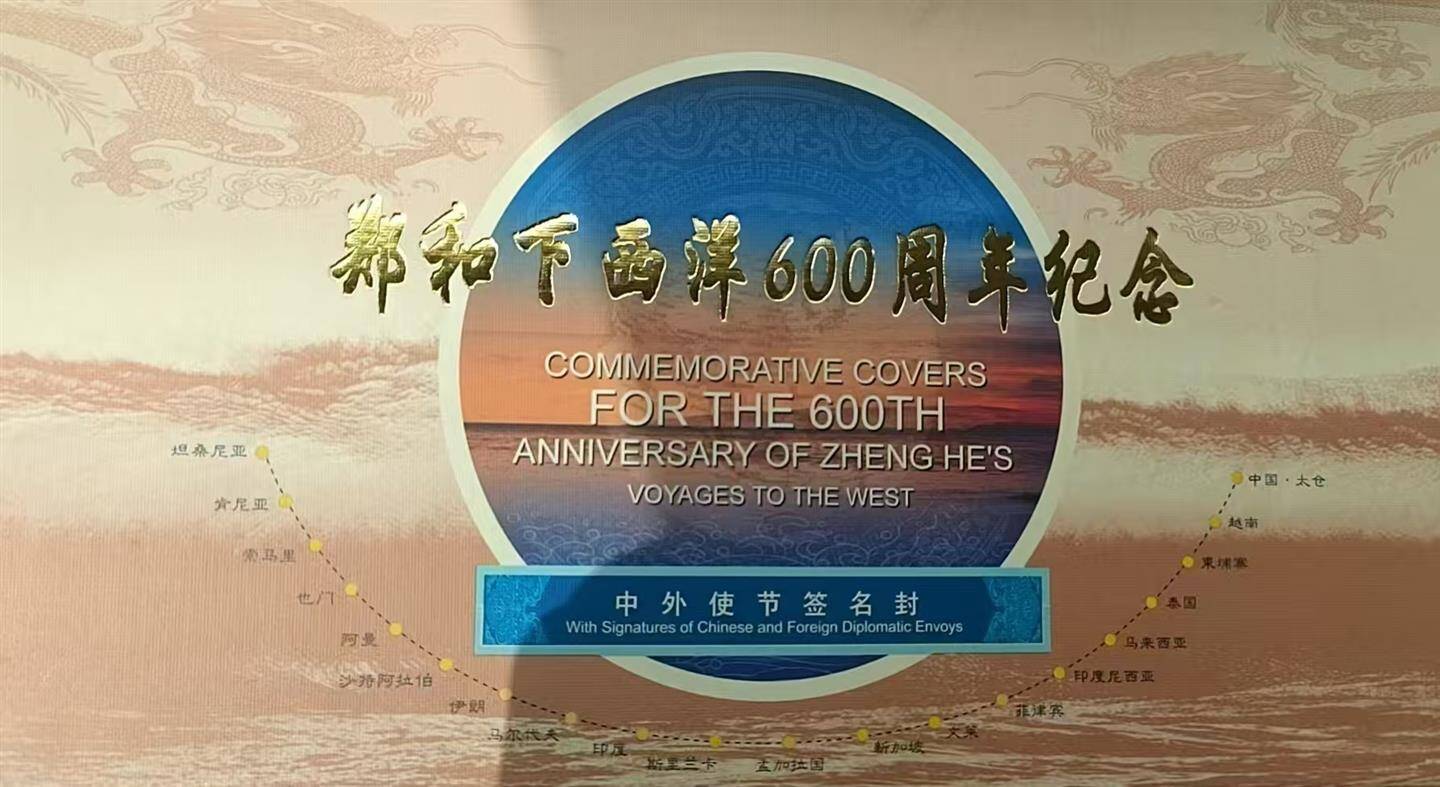 郑和下西洋600周年纪念
COMMEMORATIVE COVERS
FOR THE 600TH
ANNIVERSARY OF ZHENG HE'S
VOYAGES TO THE WEST
中外使节签名封
With Signatures of Chinese and Foreign Diplomatic Envoys
坦桑尼亚
肯尼亚
索马里
也门
阿曼
沙特阿拉伯
伊朗
马尔代夫
印度
斯里兰卡
孟加拉国
新加坡
文莱
菲律宾
印度尼西亚
马来西亚
泰国
柬埔寨
越南
中国·太仓